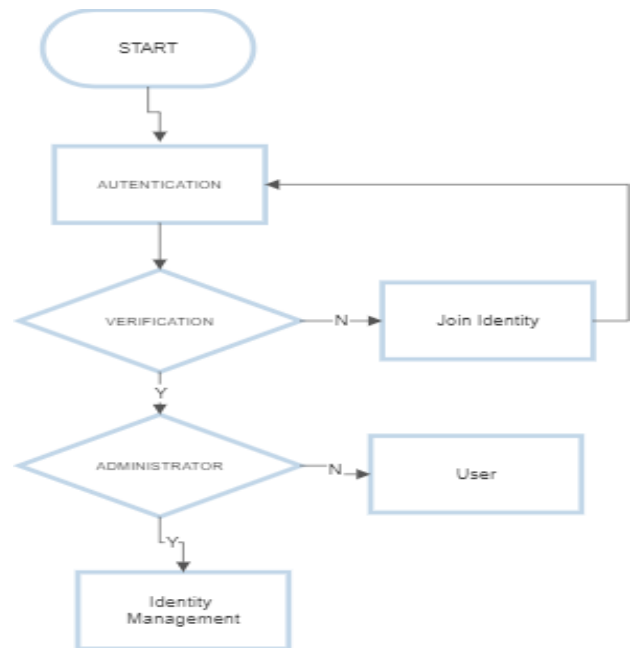 START
AUTENTICATION
VERIFICATION
N
Join Identity
Y
ADMINISTRATOR
N
User
Y
Identity
Management